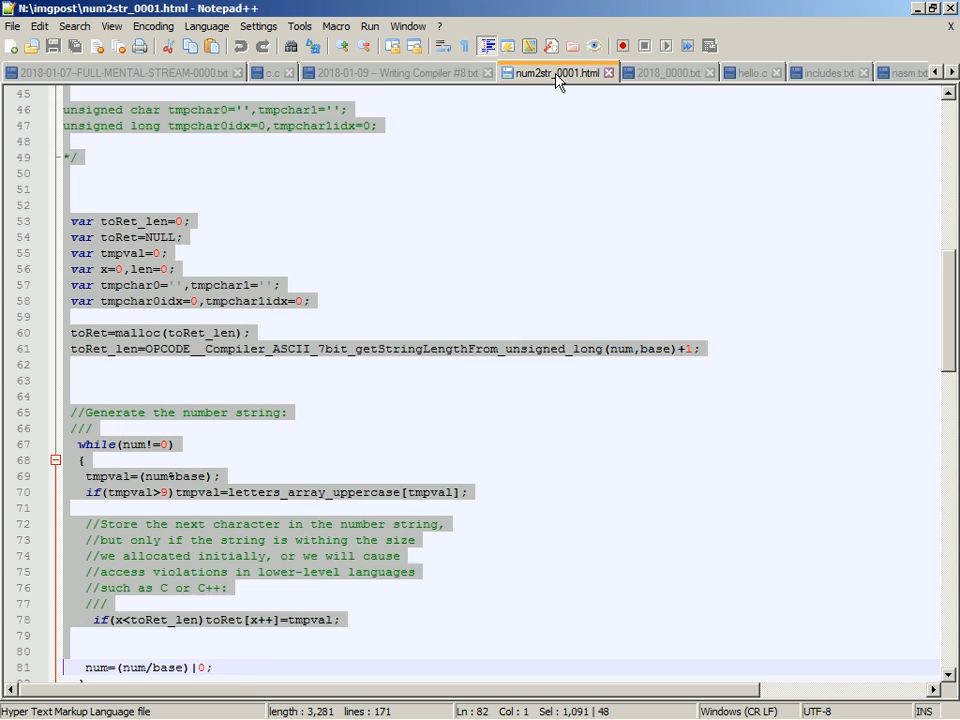 N:\imgpost\num2str_0001.html - Notepad++
File Edit Search View Encoding Language Settings Tools Macro Run Window ?
2018-01-07-FULL-MENTAL-STREAM-0000.txt c.c 2018-01-09 – Writing Compiler #8.txt num2str_0001.html 2018_0000.txt hello.c includes.txt nasm.txt
45
46 unsigned char tmpchar0='',tmpchar1='';
47 unsigned long tmpchar0idx=0,tmpchar1idx=0;
48
49 */
50
51
52
53 var toRet_len=0;
54 var toRet=NULL;
55 var tmpval=0;
56 var x=0,len=0;
57 var tmpchar0='',tmpchar1='';
58 var tmpchar0idx=0,tmpchar1idx=0;
59
60 toRet=malloc(toRet_len);
61 toRet_len=OPCODE__Compiler_ASCII_7bit_getStringLengthFrom_unsigned_long(num,base)+1;
62
63
64
65 //Generate the number string:
66 ///
67 while(num!=0)
68 {
69 tmpval=(num%base);
70 if(tmpval>9)tmpval=letters_array_uppercase[tmpval];
71
72 //Store the next character in the number string,
73 //but only if the string is withing the size
74 //we allocated initially, or we will cause
75 //access violations in lower-level languages
76 //such as C or C++:
77 ///
78 if(x<toRet_len)toRet[x++]=tmpval;
79
80
81 num=(num/base)|0;
Hyper Text Markup Language file length : 3,281 lines : 171 Ln : 82 Col : 1 Sel : 1,091 | 48 Windows (CR LF) UTF-8 INS